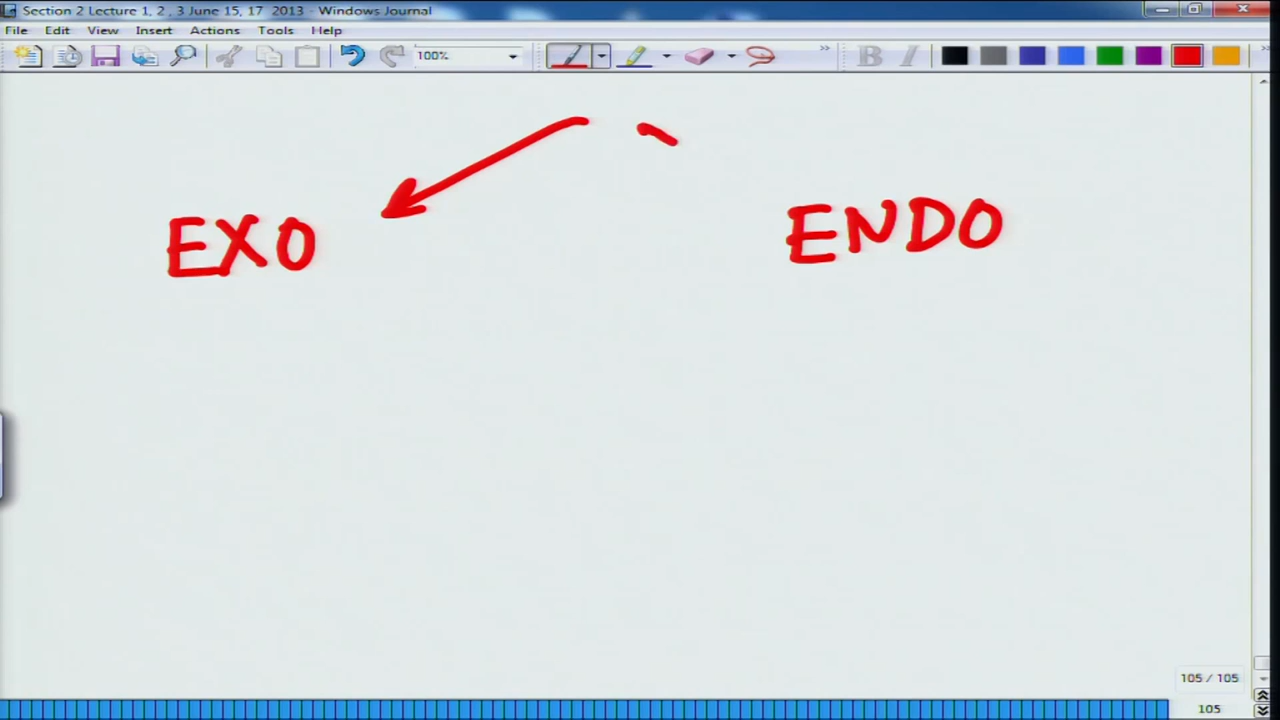 Section 2 Lecture 1, 2 , 3 June 15, 17 2013 - Windows Journal
File Edit View Insert Actions Tools Help
100% B I
EXO ENDO
105 / 105
105